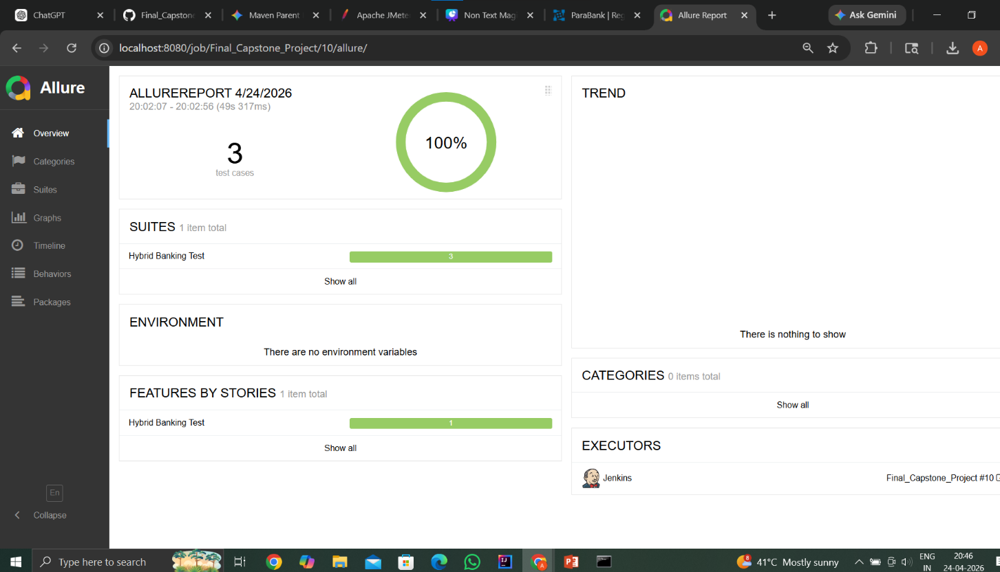 ChatGPT
Final_Capstone
Maven Parent
Apache JMete
Non Text Mag
ParaBank | Reg
Allure Report
Ask Gemini
localhost:8080/job/Final_Capstone_Project/10/allure/
A
Allure
Overview
Categories
Suites
Graphs
Timeline
Behaviors
Packages
En
Collapse
ALLUREREPORT 4/24/2026
20:02:07 - 20:02:56 (49s 317ms)
3
test cases
100%
SUITES 1 item total
Hybrid Banking Test 3
Show all
ENVIRONMENT
There are no environment variables
FEATURES BY STORIES 1 item total
Hybrid Banking Test 1
Show all
TREND
There is nothing to show
CATEGORIES 0 items total
Show all
EXECUTORS
Jenkins Final_Capstone_Project #10
Type here to search
8
41°C Mostly sunny
ENG
IN
20:46
24-04-2026